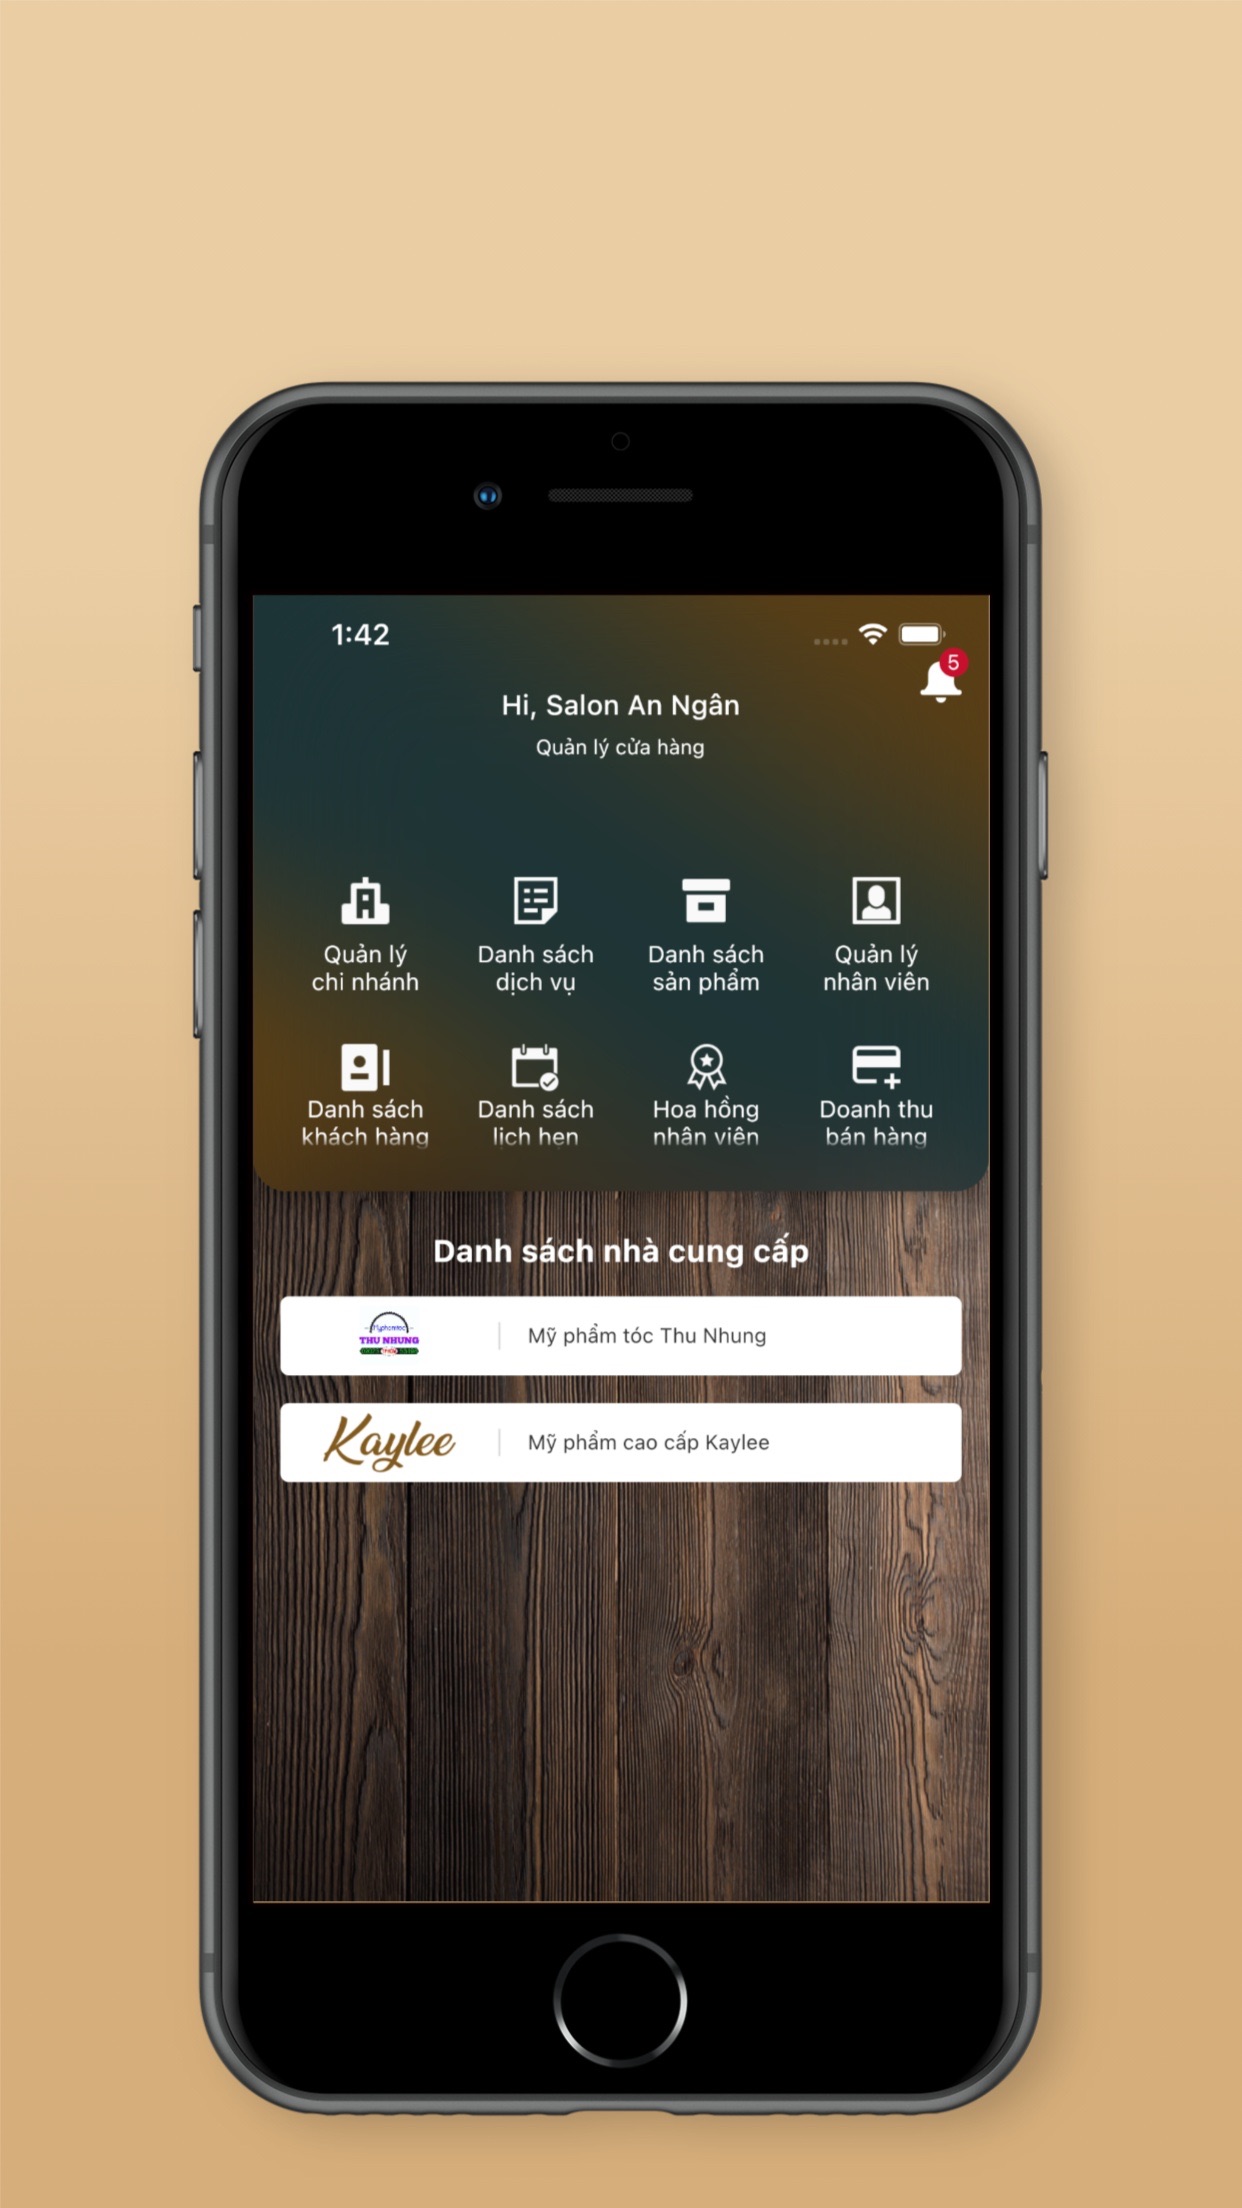 1:42
5
Hi, Salon An Ngân
Quản lý cửa hàng
Quản lý
chi nhánh
Danh sách
dịch vụ
Danh sách
sản phẩm
Quản lý
nhân viên
Danh sách
khách hàng
Danh sách
lịch hẹn
Hoa hồng
nhân viên
Doanh thu
bán hàng
Danh sách nhà cung cấp
THU NHUNG
Mỹ phẩm tóc Thu Nhung
Kaylee
Mỹ phẩm cao cấp Kaylee